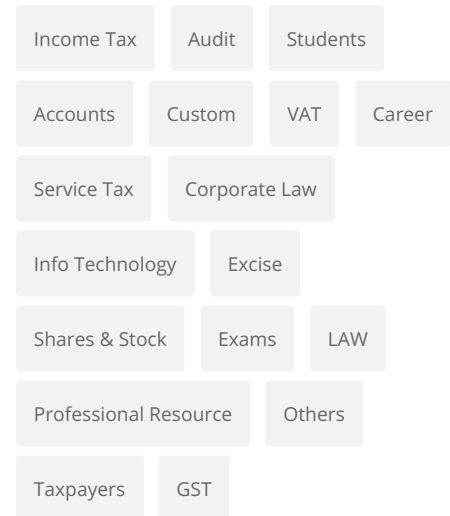 Income Tax Audit Students
Accounts Custom VAT Career
Service Tax Corporate Law
Info Technology Excise
Shares & Stock Exams LAW
Professional Resource Others
Taxpayers GST